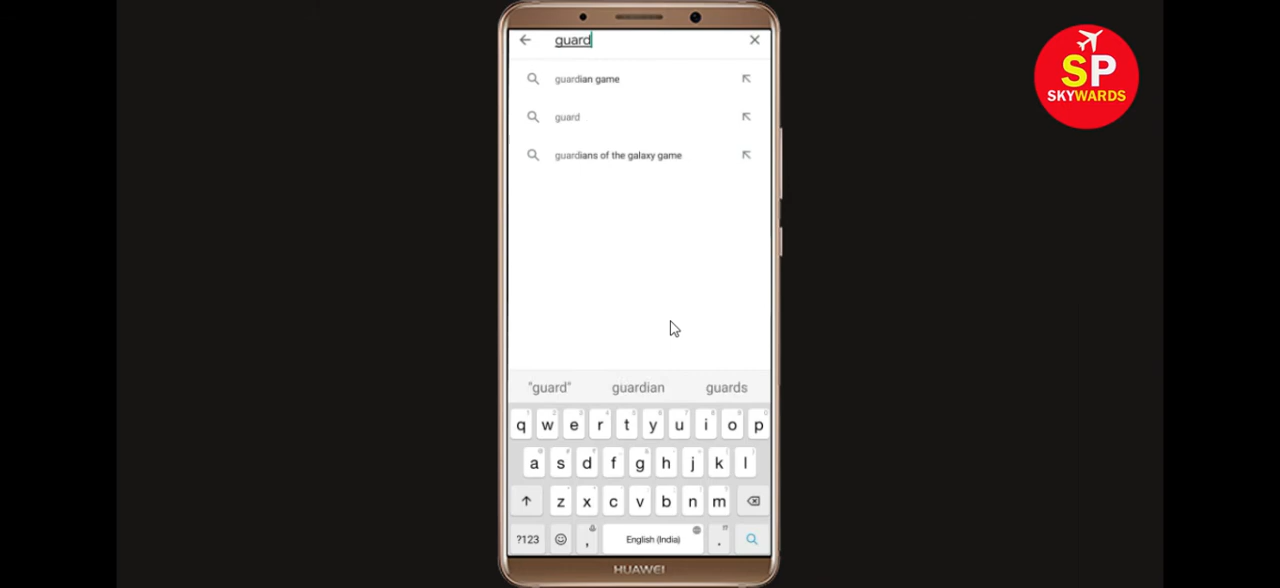 guard
guardian game
guard
guardians of the galaxy game
SP
SKYWARDS
"guard" guardian guards
q w e r t y u i o p
a s d f g h j k l
z x c v b n m
?123 , English (India) .
HUAWEI